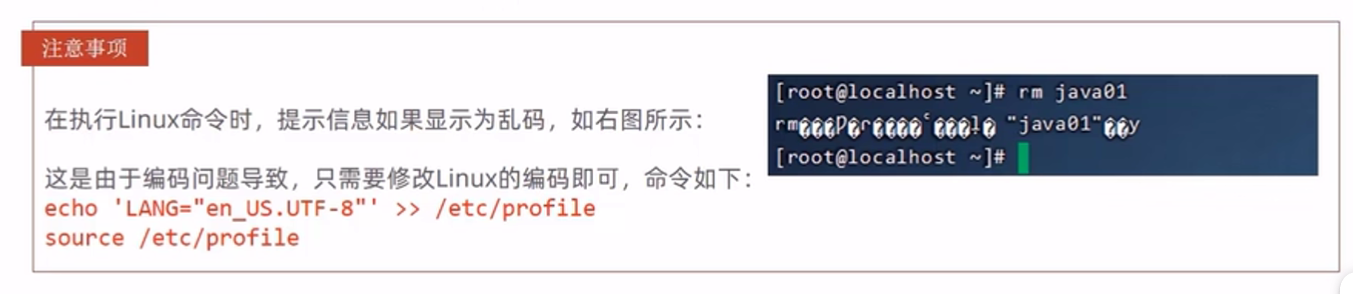 注意事项
在执行Linux命令时，提示信息如果显示为乱码，如右图所示：
这是由于编码问题导致，只需要修改Linux的编码即可，命令如下：
echo 'LANG="en_US.UTF-8"' >> /etc/profile
source /etc/profile
[root@localhost ~]# rm java01
rm���P�r����ʿ���ļ� "java01"��y
[root@localhost ~]#